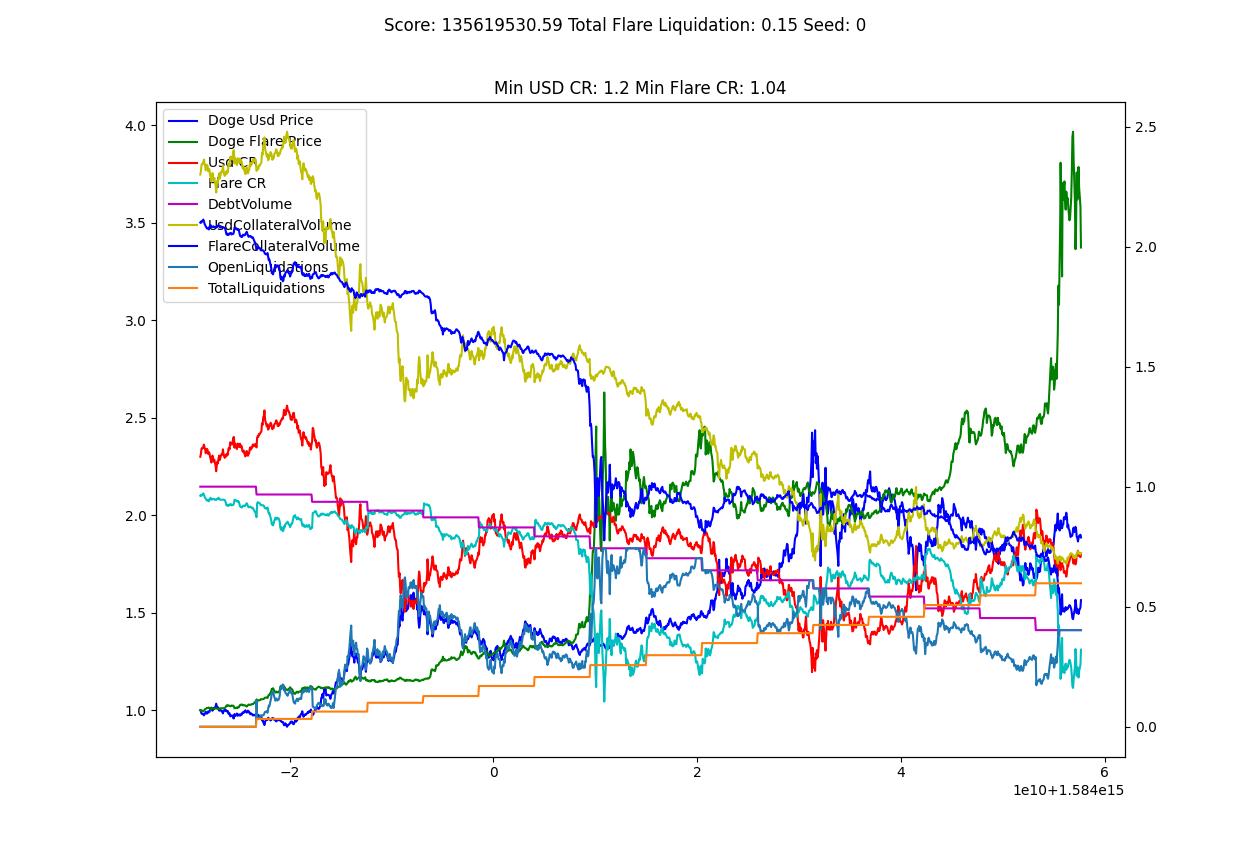 Score: 135619530.59 Total Flare Liquidation: 0.15 Seed: 0
Min USD CR: 1.2 Min Flare CR: 1.04
Doge Usd Price
Doge Flare Price
Usd CR
Flare CR
DebtVolume
UsdCollateralVolume
FlareCollateralVolume
OpenLiquidations
TotalLiquidations
4.0
3.5
3.0
2.5
2.0
1.5
1.0
2.5
2.0
1.5
1.0
0.5
0.0
−2 0 2 4 6
1e10+1.584e15